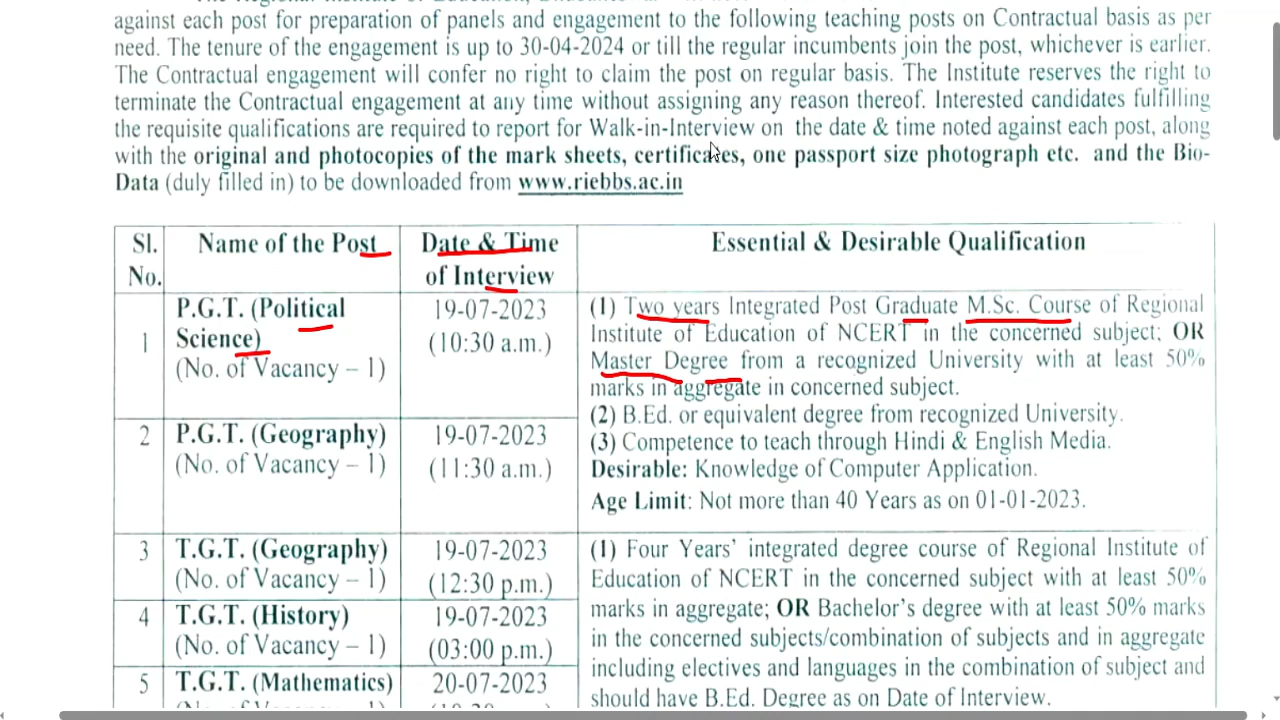 against each post for preparation of panels and engagement to the following teaching posts on Contractual basis as per
need. The tenure of the engagement is up to 30-04-2024 or till the regular incumbents join the post, whichever is earlier.
The Contractual engagement will confer no right to claim the post on regular basis. The Institute reserves the right to
terminate the Contractual engagement at any time without assigning any reason thereof. Interested candidates fulfilling
the requisite qualifications are required to report for Walk-in-Interview on the date & time noted against each post, along
with the original and photocopies of the mark sheets, certificates, one passport size photograph etc. and the Bio-
Data (duly filled in) to be downloaded from www.riebbs.ac.in
Sl.
No.
Name of the Post
Date & Time
of Interview
Essential & Desirable Qualification
1
P.G.T. (Political
Science)
(No. of Vacancy – 1)
19-07-2023
(10:30 a.m.)
(1) Two years Integrated Post Graduate M.Sc. Course of Regional
Institute of Education of NCERT in the concerned subject; OR
Master Degree from a recognized University with at least 50%
marks in aggregate in concerned subject.
(2) B.Ed. or equivalent degree from recognized University.
(3) Competence to teach through Hindi & English Media.
Desirable: Knowledge of Computer Application.
Age Limit: Not more than 40 Years as on 01-01-2023.
2
P.G.T. (Geography)
(No. of Vacancy – 1)
19-07-2023
(11:30 a.m.)
3
T.G.T. (Geography)
(No. of Vacancy – 1)
19-07-2023
(12:30 p.m.)
(1) Four Years' integrated degree course of Regional Institute of
Education of NCERT in the concerned subject with at least 50%
marks in aggregate; OR Bachelor's degree with at least 50% marks
in the concerned subjects/combination of subjects and in aggregate
including electives and languages in the combination of subject and
should have B.Ed. Degree as on Date of Interview.
4
T.G.T. (History)
(No. of Vacancy – 1)
19-07-2023
(03:00 p.m.)
5
T.G.T. (Mathematics)
20-07-2023